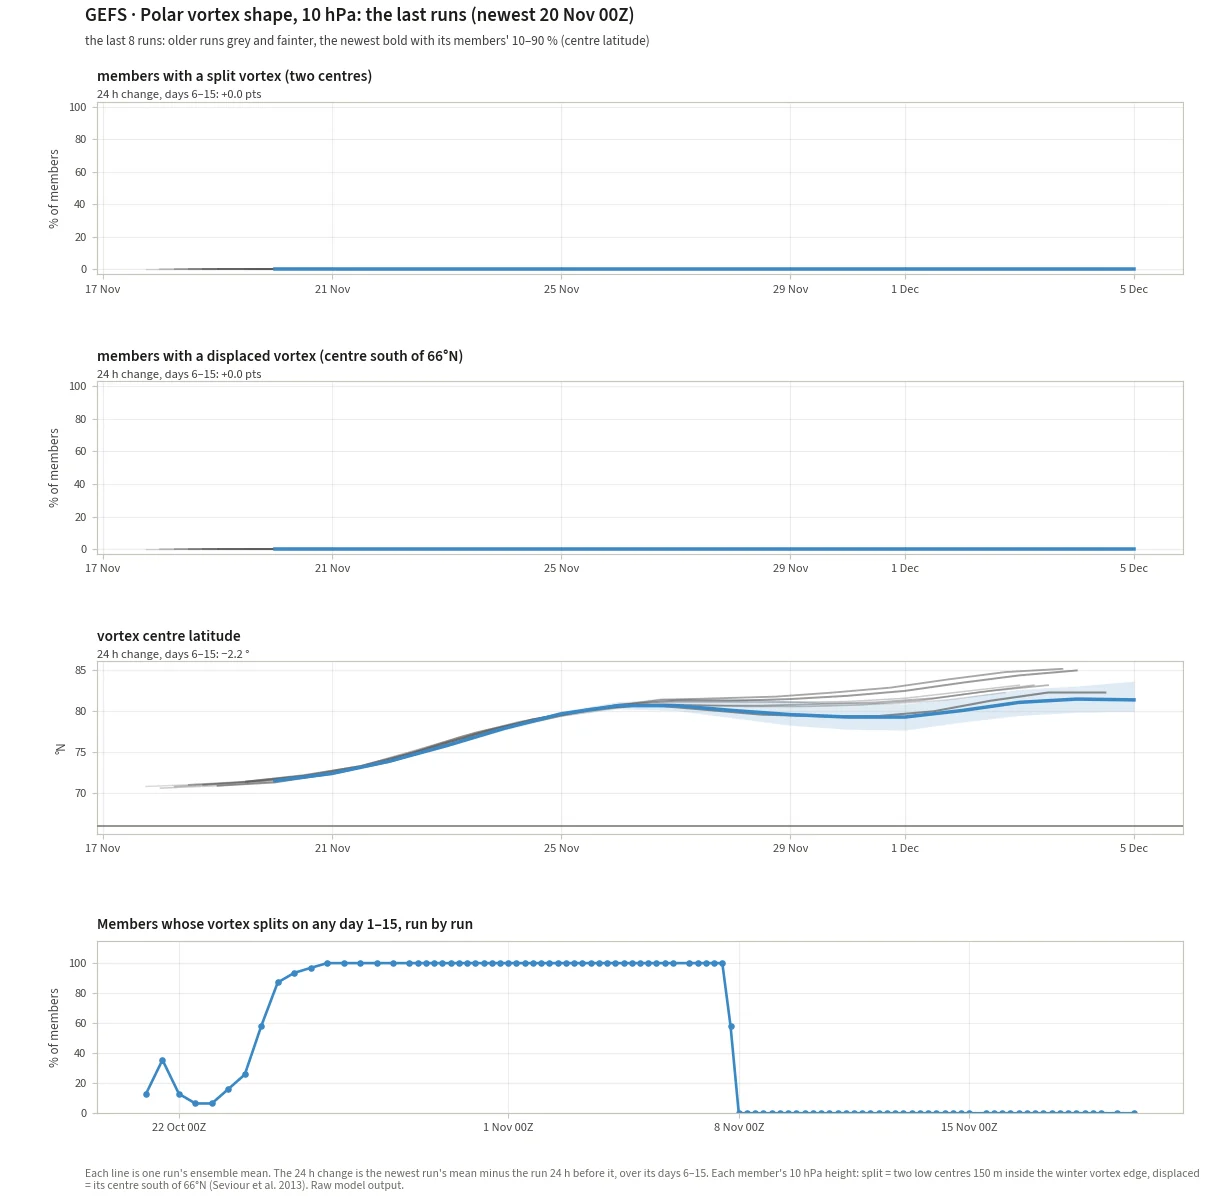 GEFS · Polar vortex shape, 10 hPa: the last runs (newest 20 Nov 00Z)
the last 8 runs: older runs grey and fainter, the newest bold with its members' 10–90 % (centre latitude)
members with a split vortex (two centres)
24 h change, days 6–15: +0.0 pts
100
80
60
40
20
0
% of members
17 Nov
21 Nov
25 Nov
29 Nov
1 Dec
5 Dec
members with a displaced vortex (centre south of 66°N)
24 h change, days 6–15: +0.0 pts
100
80
60
40
20
0
% of members
17 Nov
21 Nov
25 Nov
29 Nov
1 Dec
5 Dec
vortex centre latitude
24 h change, days 6–15: −2.2 °
85
80
75
70
°N
17 Nov
21 Nov
25 Nov
29 Nov
1 Dec
5 Dec
Members whose vortex splits on any day 1–15, run by run
100
80
60
40
20
0
% of members
22 Oct 00Z
1 Nov 00Z
8 Nov 00Z
15 Nov 00Z
Each line is one run's ensemble mean. The 24 h change is the newest run's mean minus the run 24 h before it, over its days 6–15. Each member's 10 hPa height: split = two low centres 150 m inside the winter vortex edge, displaced
= its centre south of 66°N (Seviour et al. 2013). Raw model output.